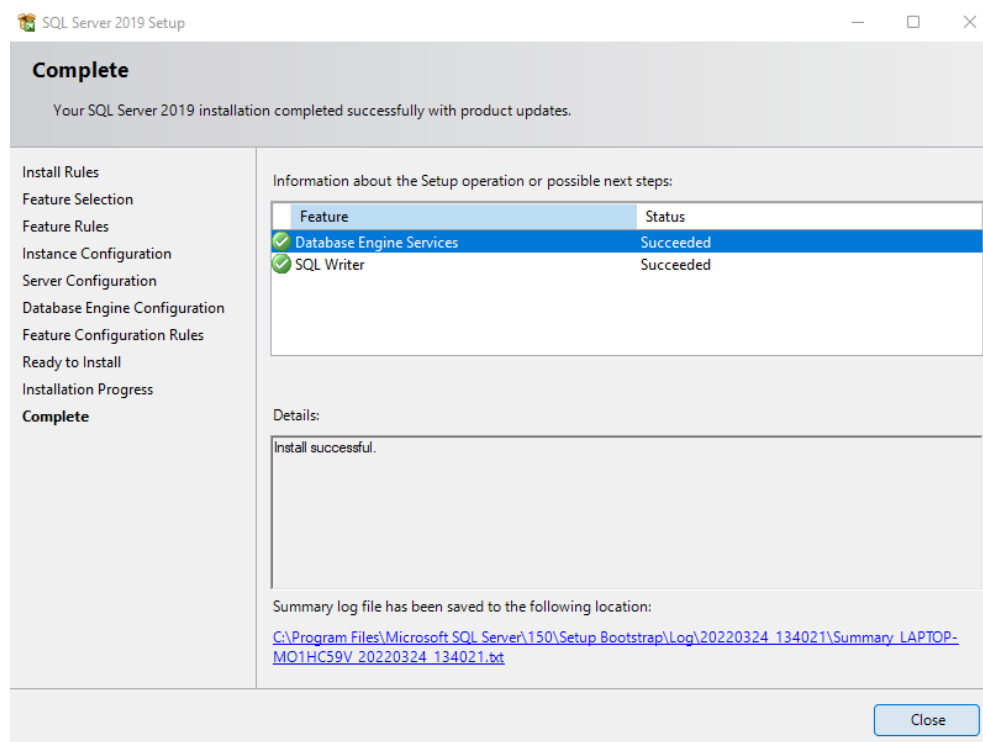 SQL Server 2019 Setup
Complete
Your SQL Server 2019 installation completed successfully with product updates.
Install Rules
Feature Selection
Feature Rules
Instance Configuration
Server Configuration
Database Engine Configuration
Feature Configuration Rules
Ready to Install
Installation Progress
Complete
Information about the Setup operation or possible next steps:
Feature Status
Database Engine Services Succeeded
SQL Writer Succeeded
Details:
Install successful.
Summary log file has been saved to the following location:
C:\Program Files\Microsoft SQL Server\150\Setup Bootstrap\Log\20220324_134021\Summary_LAPTOP-
MO1HC59V_20220324_134021.txt
Close